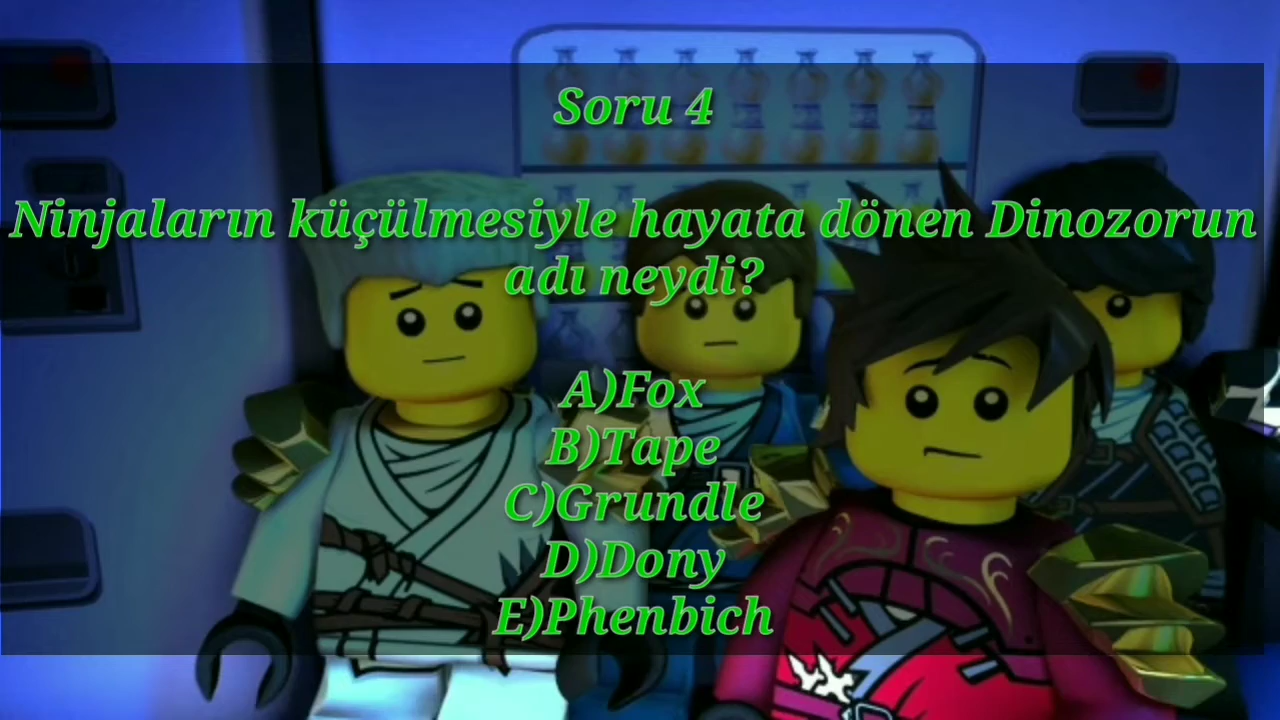 Soru 4
Ninjaların küçülmesiyle hayata dönen Dinozorun
adı neydi?
A)Fox
B)Tape
C)Grundle
D)Dony
E)Phenbich